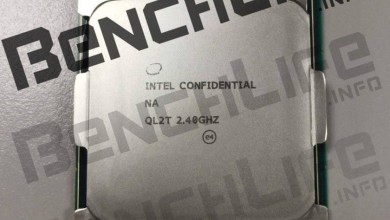 BENCHLIFE
.INFO
INTEL CONFIDENTIAL
NA
QL2T 2.40GHZ
e4
BENCHLIFE
.INFO